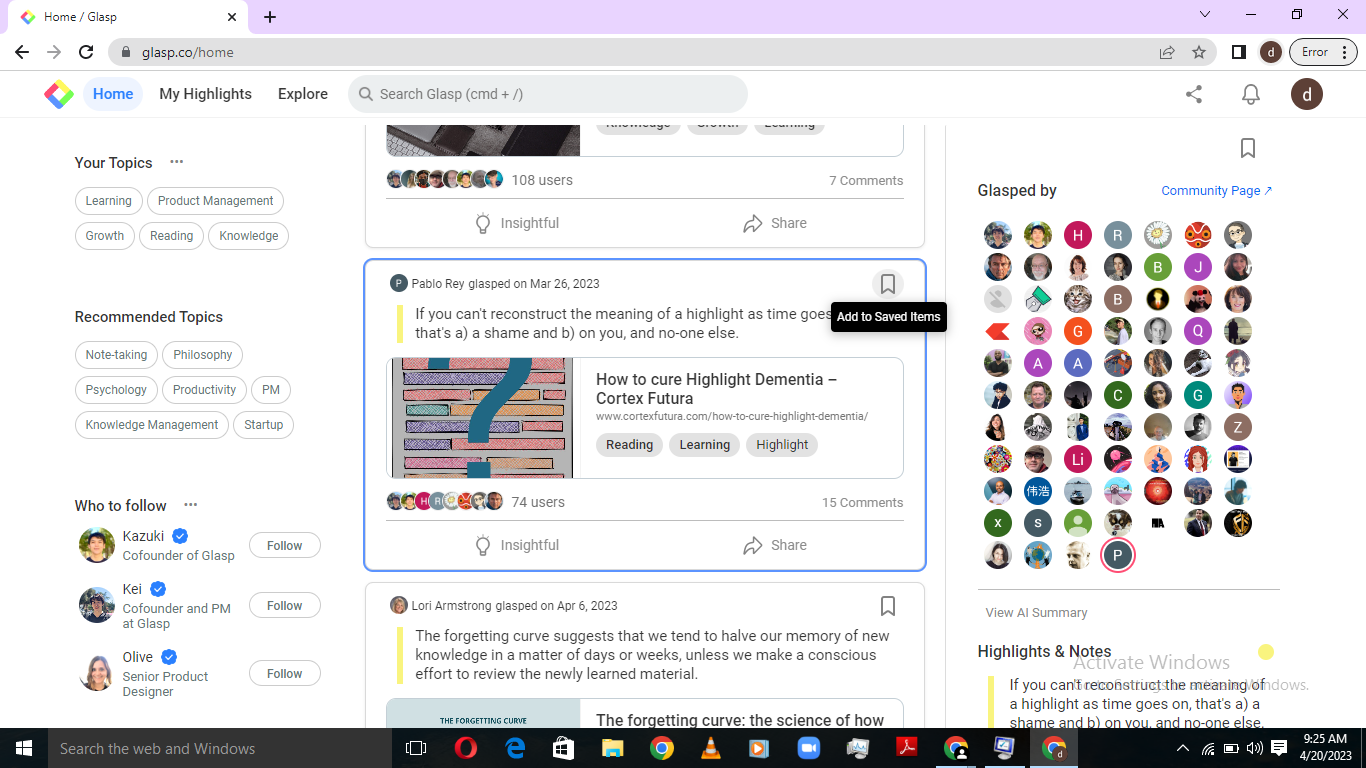 Home / Glasp
glasp.co/home
Error
d
Home
My Highlights
Explore
Search Glasp (cmd + /)
d
Your Topics
Learning
Product Management
Growth
Reading
Knowledge
Recommended Topics
Note-taking
Philosophy
Psychology
Productivity
PM
Knowledge Management
Startup
Who to follow
Kazuki
Cofounder of Glasp
Follow
Kei
Cofounder and PM
at Glasp
Follow
Olive
Senior Product
Designer
Follow
Knowledge
Growth
Learning
108 users
7 Comments
Insightful
Share
P
Pablo Rey glasped on Mar 26, 2023
If you can't reconstruct the meaning of a highlight as time goes
that's a) a shame and b) on you, and no-one else.
Add to Saved Items
How to cure Highlight Dementia –
Cortex Futura
www.cortexfutura.com/how-to-cure-highlight-dementia/
Reading
Learning
Highlight
H R
74 users
15 Comments
Insightful
Share
Lori Armstrong glasped on Apr 6, 2023
The forgetting curve suggests that we tend to halve our memory of new
knowledge in a matter of days or weeks, unless we make a conscious
effort to review the newly learned material.
THE FORGETTING CURVE
The forgetting curve: the science of how
Glasped by
Community Page
H R
B J
B
G Q
A A
C G
Z
Li
伟浩
X S
P
View AI Summary
Highlights & Notes
If you can't reconstruct the meaning of
a highlight as time goes on, that's a) a
shame and b) on you, and no-one else.
Activate Windows
Go to Settings to activate Windows.
Search the web and Windows
d
9:25 AM
4/20/2023